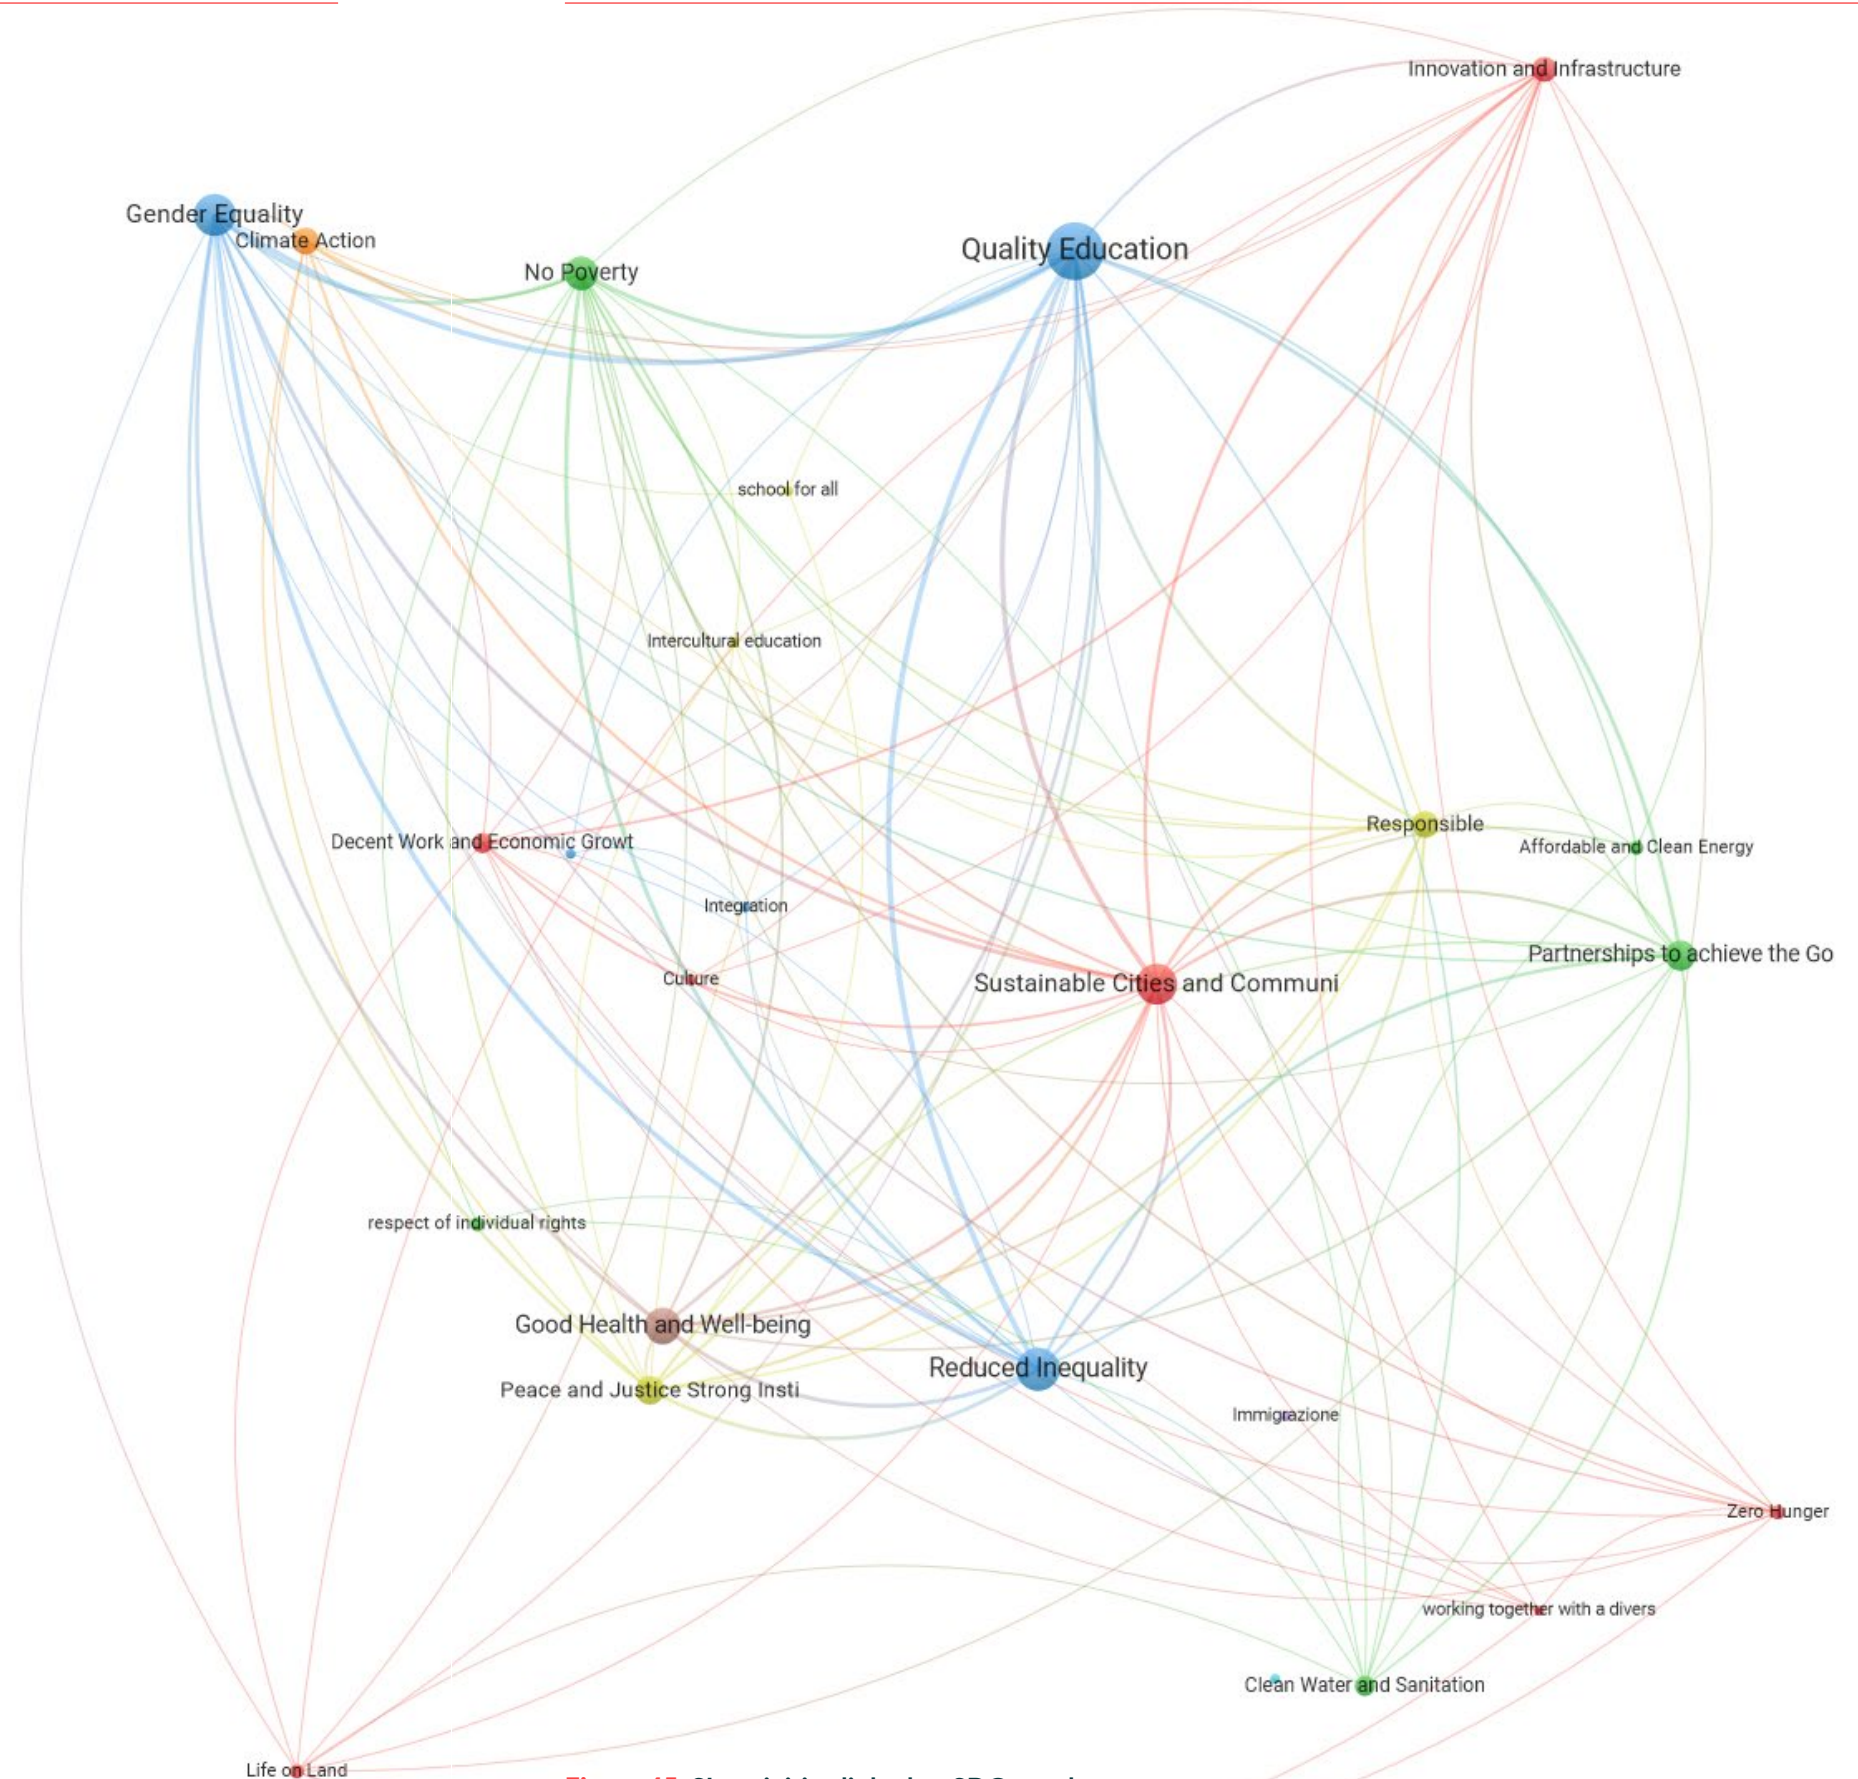 Innovation and Infrastructure
Gender Equality
Climate Action
No Poverty
Quality Education
school for all
Intercultural education
Responsible
Decent Work and Economic Growt
Affordable and Clean Energy
Integration
Partnerships to achieve the Go
Culture
Sustainable Cities and Communi
respect of individual rights
Good Health and Well-being
Reduced Inequality
Peace and Justice Strong Insti
Immigrazione
Zero Hunger
working together with a divers
Clean Water and Sanitation
Life on Land